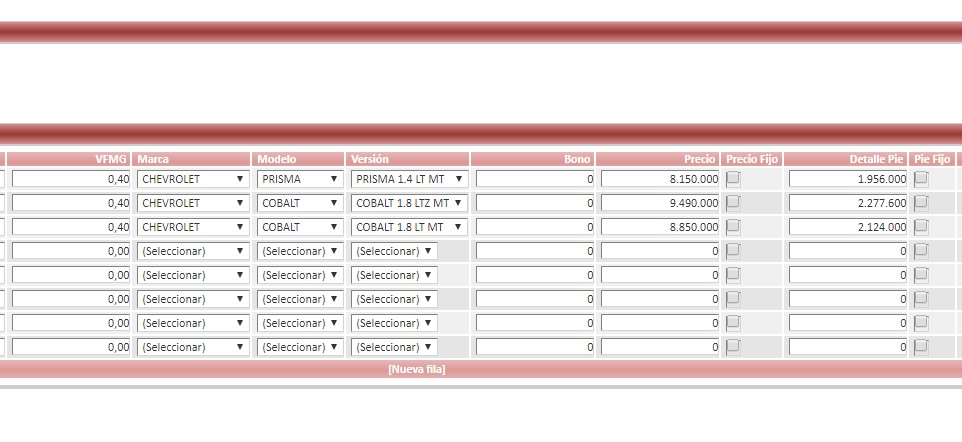 VFMG Marca Modelo Versión Bono Precio Precio Fijo Detalle Pie Pie Fijo
0,40 CHEVROLET PRISMA PRISMA 1.4 LT MT 0 8.150.000 1.956.000
0,40 CHEVROLET COBALT COBALT 1.8 LTZ MT 0 9.490.000 2.277.600
0,40 CHEVROLET COBALT COBALT 1.8 LT MT 0 8.850.000 2.124.000
0,00 (Seleccionar) (Seleccionar) (Seleccionar) 0 0 0
0,00 (Seleccionar) (Seleccionar) (Seleccionar) 0 0 0
0,00 (Seleccionar) (Seleccionar) (Seleccionar) 0 0 0
0,00 (Seleccionar) (Seleccionar) (Seleccionar) 0 0 0
0,00 (Seleccionar) (Seleccionar) (Seleccionar) 0 0 0
[Nueva fila]